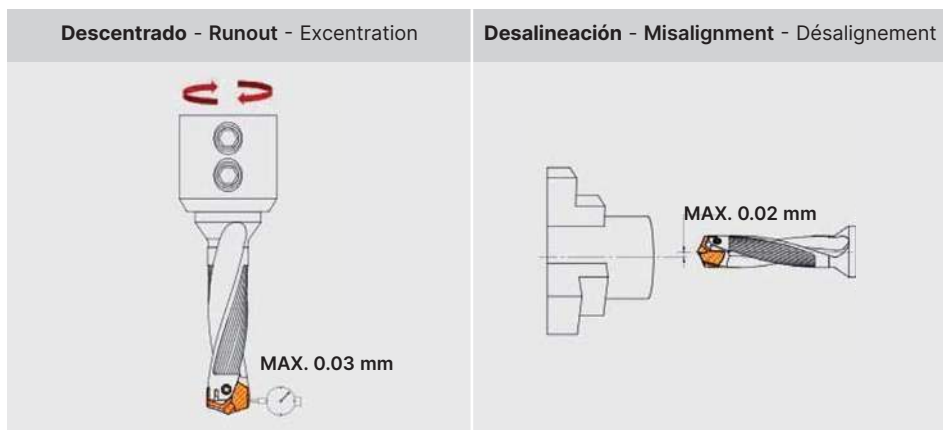 Descentrado - Runout - Excentration
Desalineación - Misalignment - Désalignement
MAX. 0.03 mm
MAX. 0.02 mm